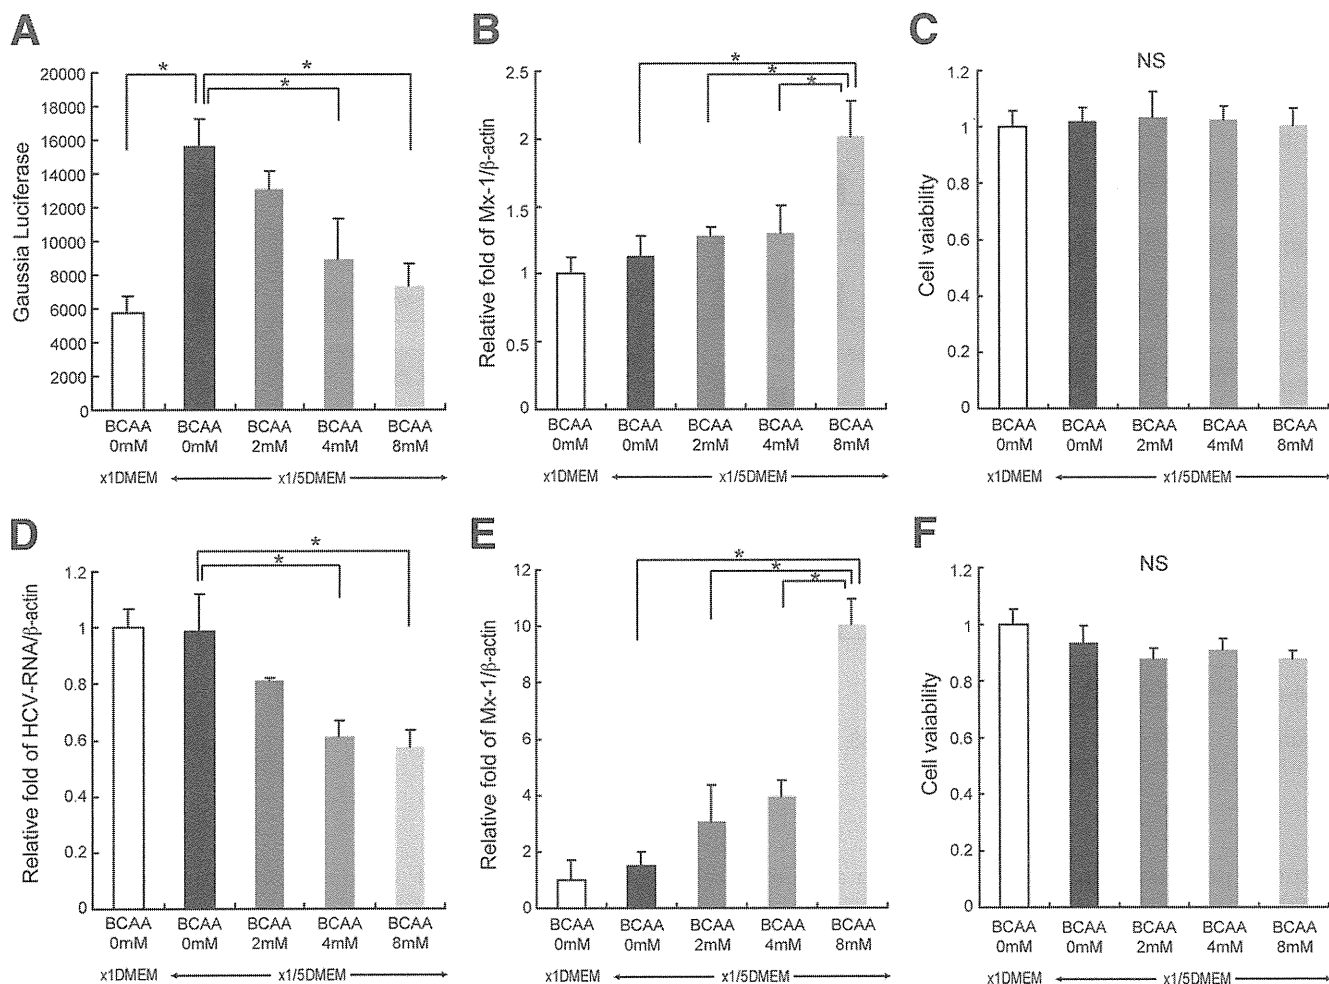 A
Gaussia Luciferase
20000
18000
16000
14000
12000
10000
8000
6000
4000
2000
0
*
*
*
BCAA BCAA BCAA BCAA BCAA
0mM 0mM 2mM 4mM 8mM
x1DMEM x1/5DMEM
B
Relative fold of Mx-1/β-actin
2.5
2
1.5
1
0.5
0
*
*
*
BCAA BCAA BCAA BCAA BCAA
0mM 0mM 2mM 4mM 8mM
x1DMEM x1/5DMEM
C
NS
Cell vaiability
1.2
1
0.8
0.6
0.4
0.2
0
BCAA BCAA BCAA BCAA BCAA
0mM 0mM 2mM 4mM 8mM
x1DMEM x1/5DMEM
D
Relative fold of HCV-RNA/β-actin
1.2
1
0.8
0.6
0.4
0.2
0
*
*
BCAA BCAA BCAA BCAA BCAA
0mM 0mM 2mM 4mM 8mM
x1DMEM x1/5DMEM
E
Relative fold of Mx-1/β-actin
12
10
8
6
4
2
0
*
*
*
BCAA BCAA BCAA BCAA BCAA
0mM 0mM 2mM 4mM 8mM
x1DMEM x1/5DMEM
F
NS
Cell vaiability
1.2
1
0.8
0.6
0.4
0.2
0
BCAA BCAA BCAA BCAA BCAA
0mM 0mM 2mM 4mM 8mM
x1DMEM x1/5DMEM